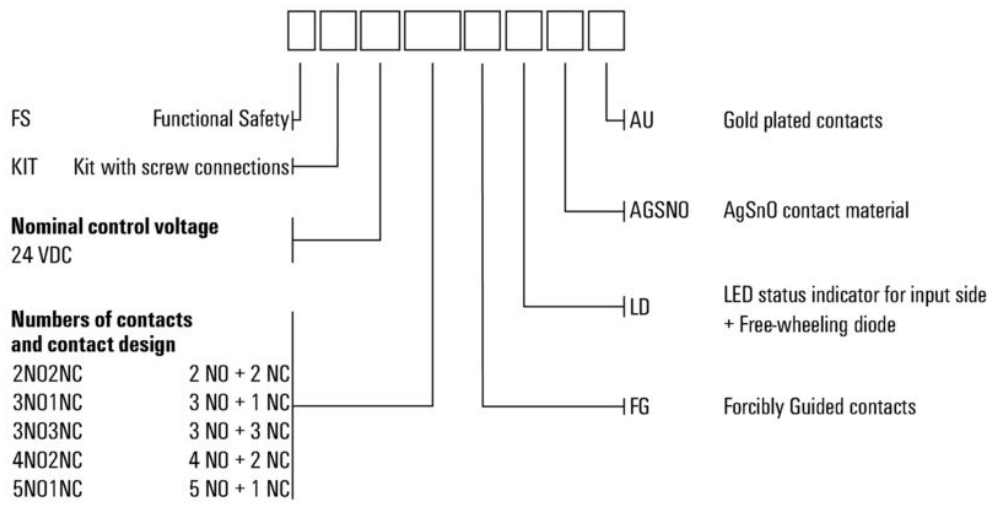 FS Functional Safety
KIT Kit with screw connections
Nominal control voltage
24 VDC
Numbers of contacts
and contact design
2NO2NC 2 NO + 2 NC
3NO1NC 3 NO + 1 NC
3NO3NC 3 NO + 3 NC
4NO2NC 4 NO + 2 NC
5NO1NC 5 NO + 1 NC
AU Gold plated contacts
AGSNO AgSnO contact material
LD LED status indicator for input side
+ Free-wheeling diode
FG Forcibly Guided contacts